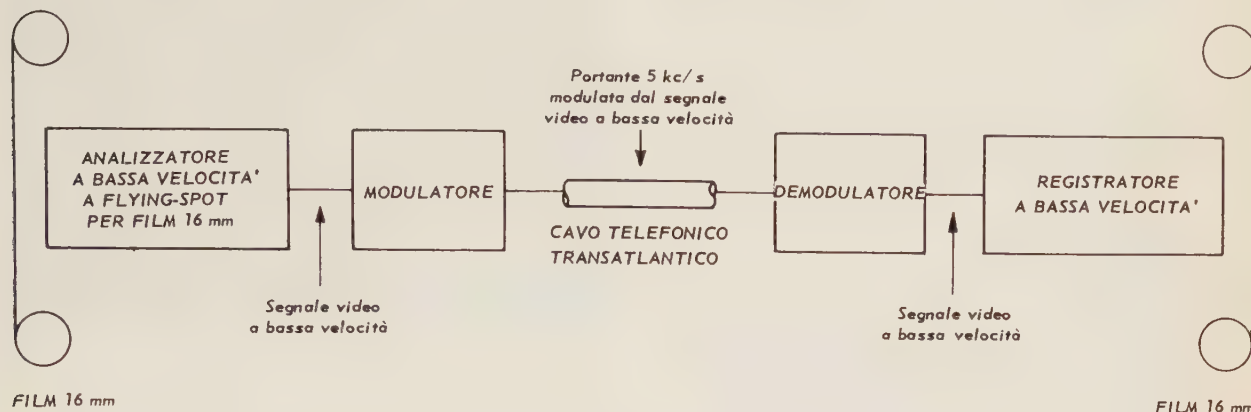 Portante 5 kc/s
modulata dal segnale
video a bassa velocità
ANALIZZATORE
A BASSA VELOCITA'
A FLYING-SPOT
PER FILM 16 mm
MODULATORE
DEMODULATORE
REGISTRATORE
A BASSA VELOCITA'
CAVO TELEFONICO
TRANSATLANTICO
Segnale video
a bassa velocità
Segnale video
a bassa velocità
FILM 16 mm
FILM 16 mm